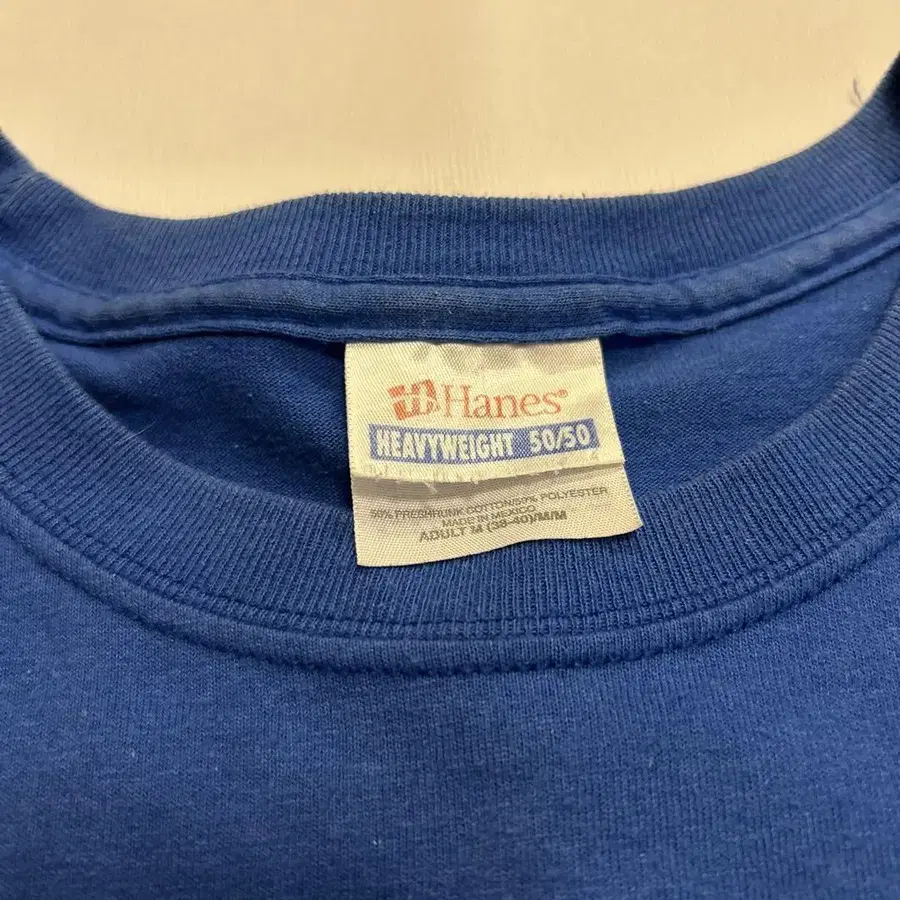 Hanes®
HEAVYWEIGHT 50/50
50% PRESHRUNK COTTON/50% POLYESTER
MADE IN MEXICO
ADULT M (38-40)/M/M